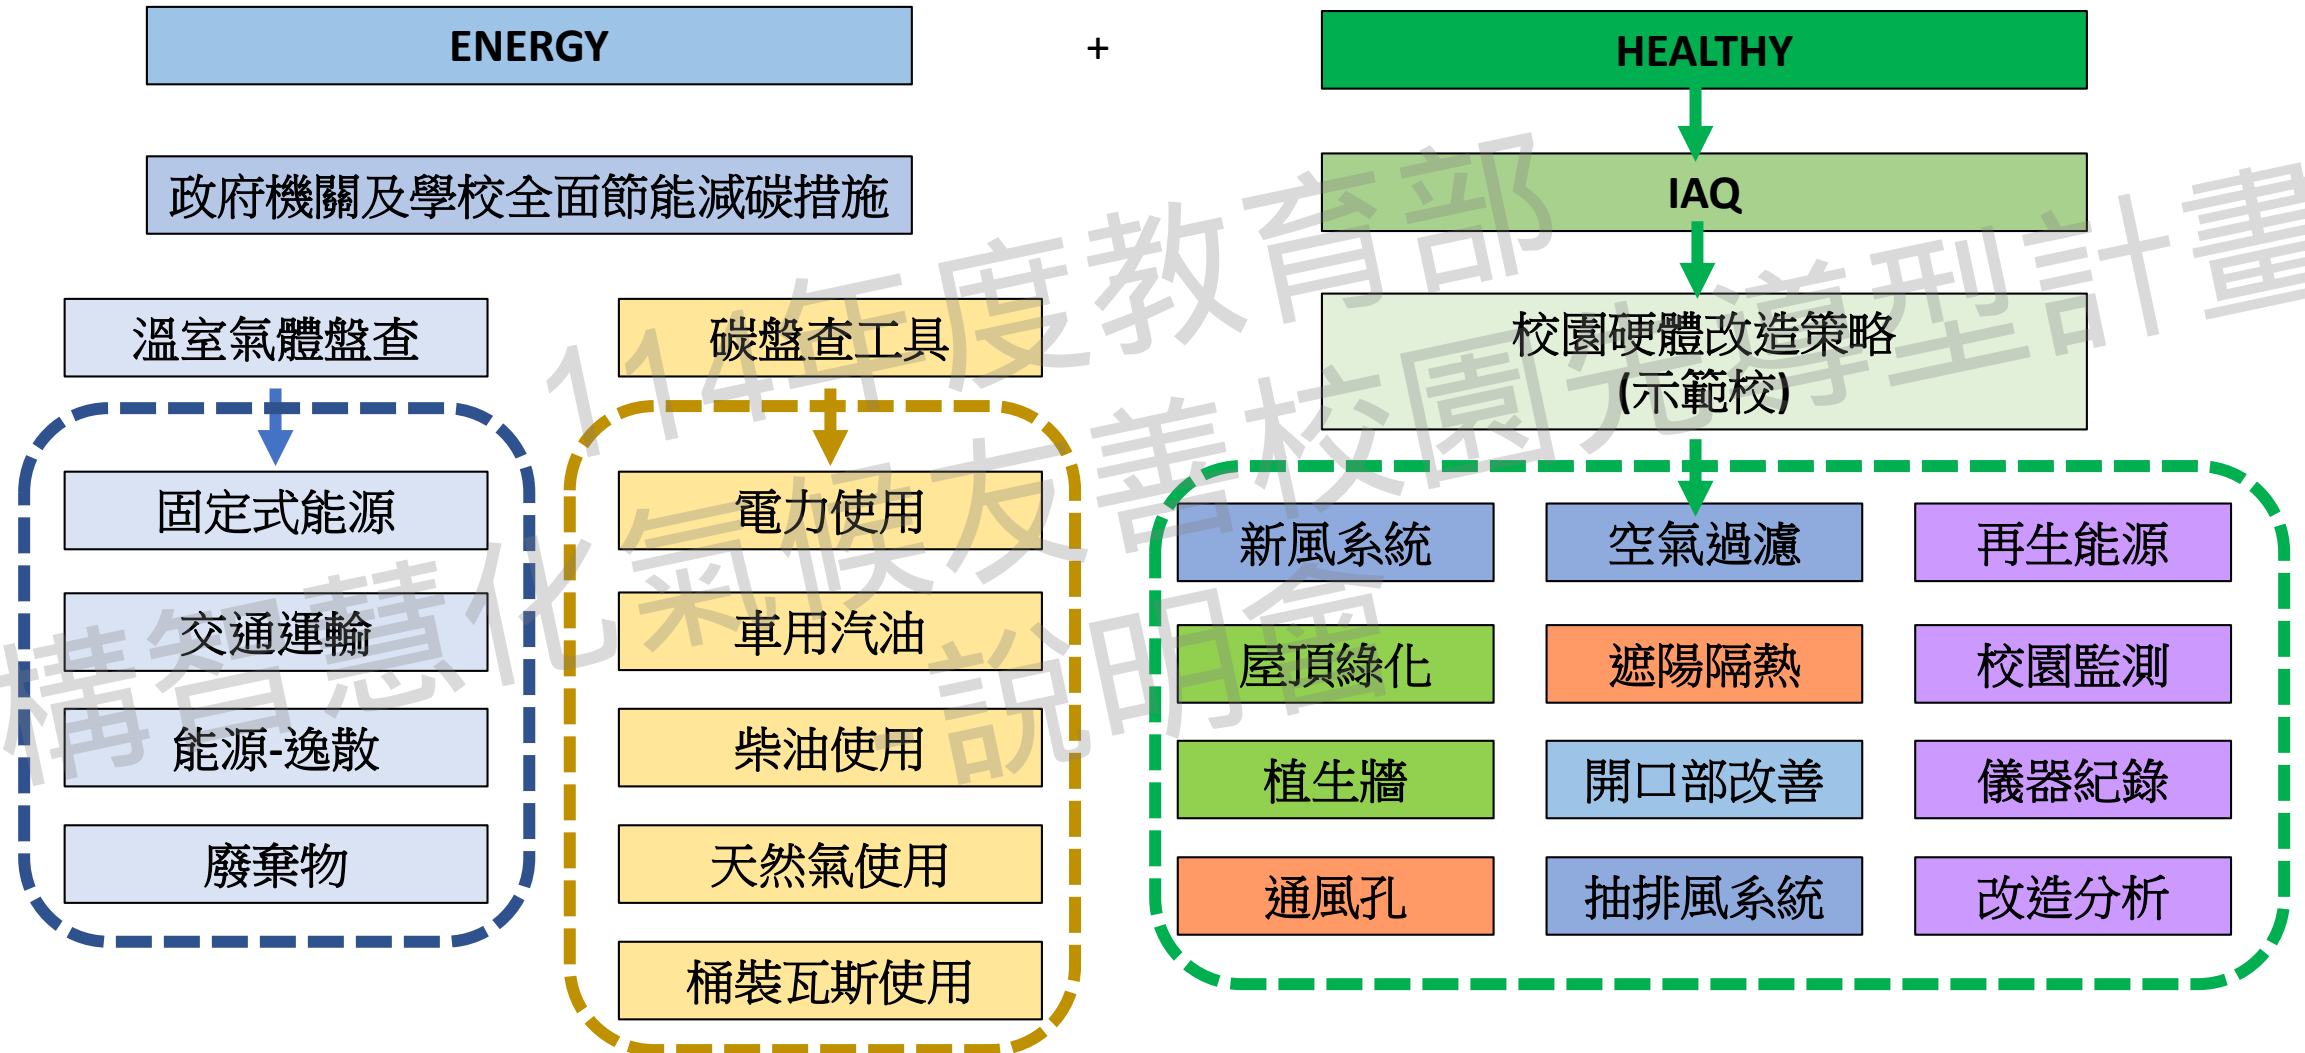 ENERGY
+
HEALTHY
政府機關及學校全面節能減碳措施
IAQ
溫室氣體盤查
碳盤查工具
校園硬體改造策略
(示範校)
固定式能源
交通運輸
能源-逸散
廢棄物
電力使用
車用汽油
柴油使用
天然氣使用
桶裝瓦斯使用
新風系統
空氣過濾
再生能源
屋頂綠化
遮陽隔熱
校園監測
植生牆
開口部改善
儀器紀錄
通風孔
抽排風系統
改造分析
114年度教育部
構智慧化氣候友善校園先導型計畫
說明會